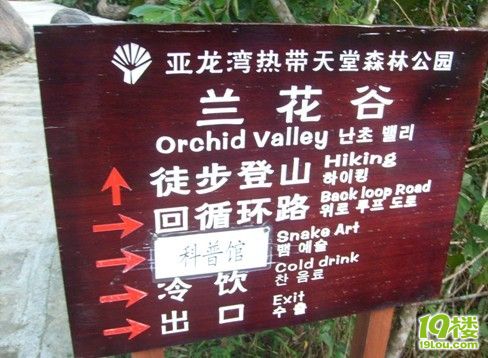 亚龙湾热带天堂森林公园
兰花谷
Orchid Valley 난초 밸리
徒步登山 Hiking 하이킹
回循环路 Back loop Road 위로 루프 도로
科普馆 Snake Art 뱀 예술
冷饮 Cold drink 찬 음료
出口 Exit 수출
19楼
19lou.com